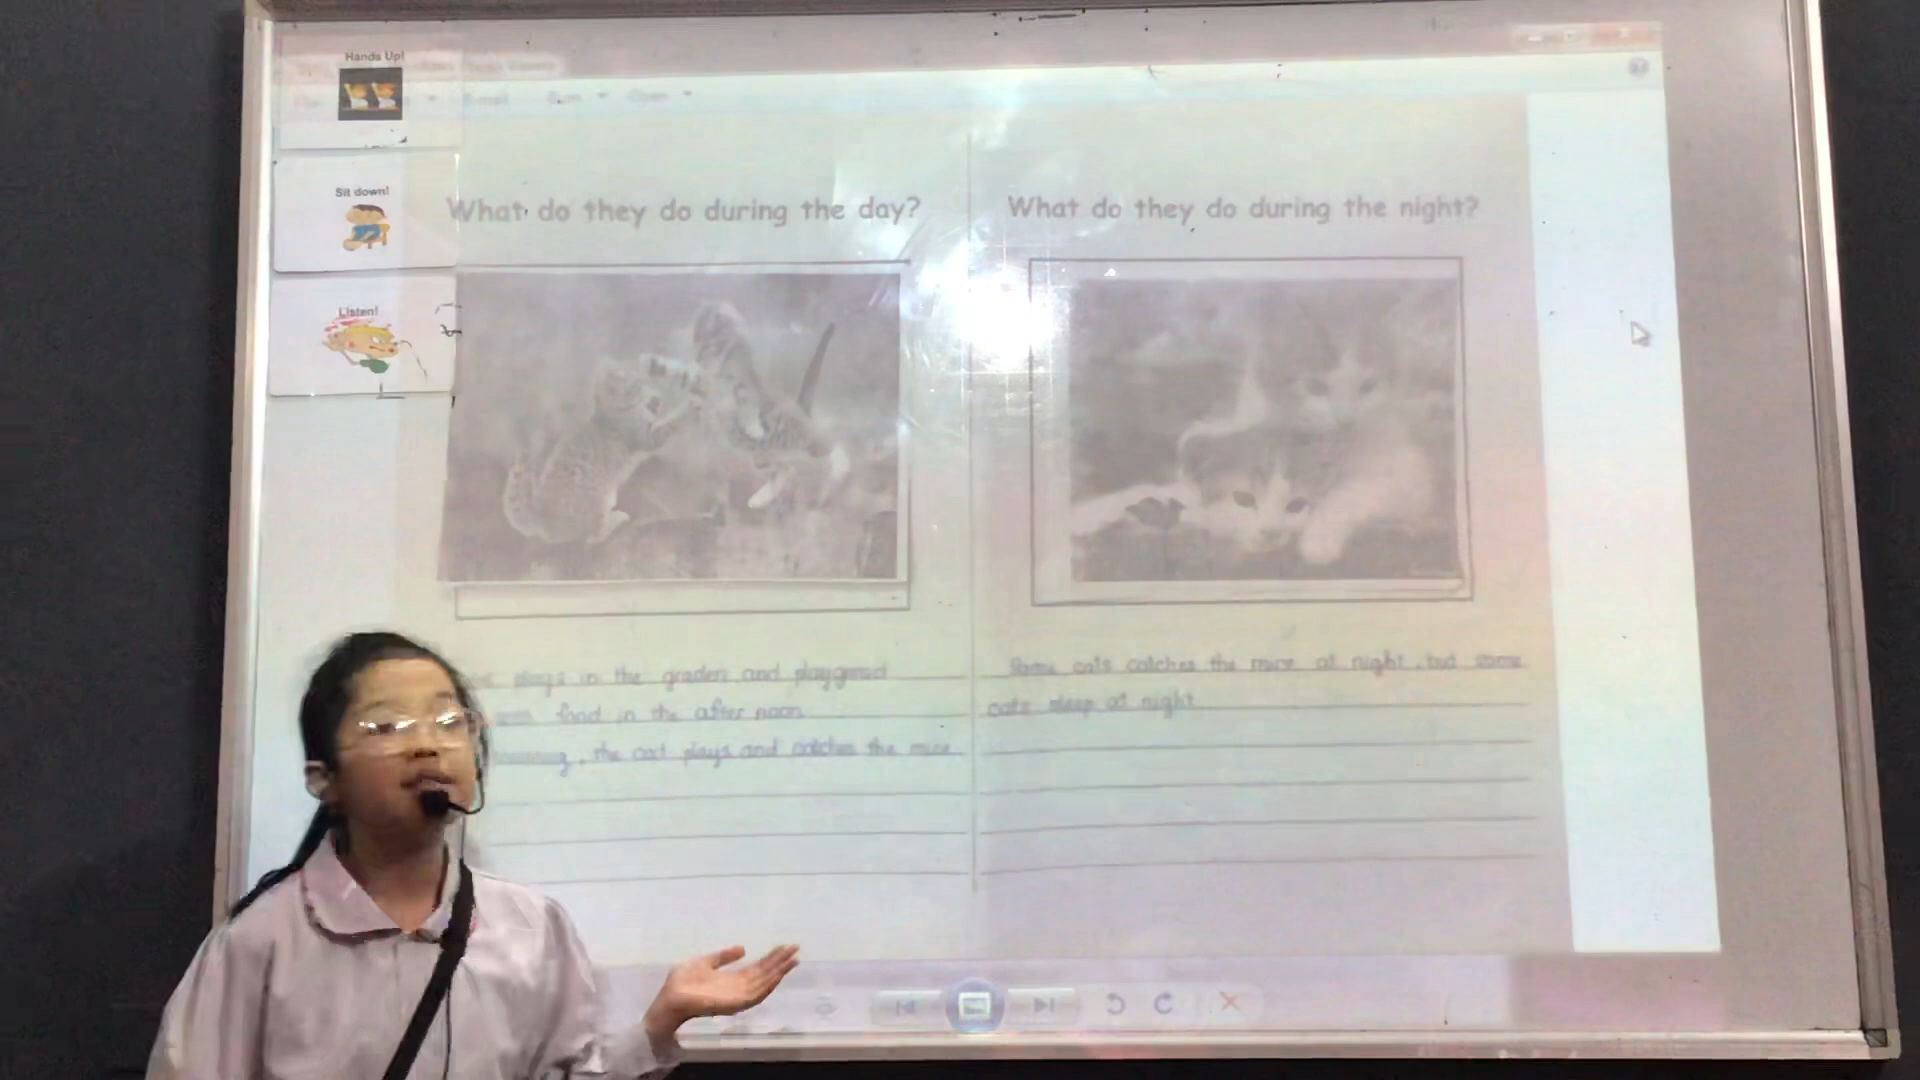 Hands Up!
Sit down!
Listen!
What do they do during the day?
plays in the graden and playground
food in the after noon
, the cat plays and catches the mice
What do they do during the night?
Some cats catches the mice at night , but some
cats sleep at night